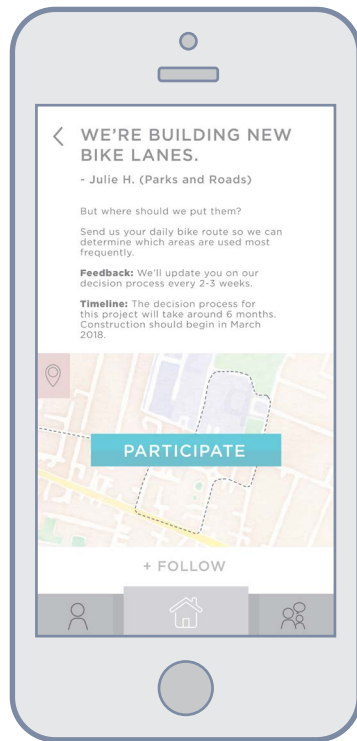 WE'RE BUILDING NEW
BIKE LANES.
- Julie H. (Parks and Roads)
But where should we put them?
Send us your daily bike route so we can
determine which areas are used most
frequently.
Feedback: We'll update you on our
decision process every 2-3 weeks.
Timeline: The decision process for
this project will take around 6 months.
Construction should begin in March
2018.
PARTICIPATE
+ FOLLOW